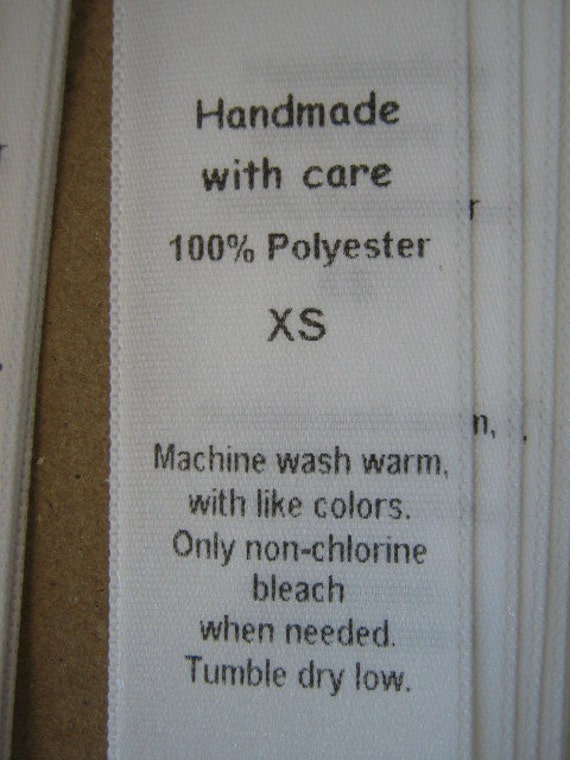 Handmade
with care
100% Polyester
XS
Machine wash warm,
with like colors.
Only non-chlorine
bleach
when needed.
Tumble dry low.